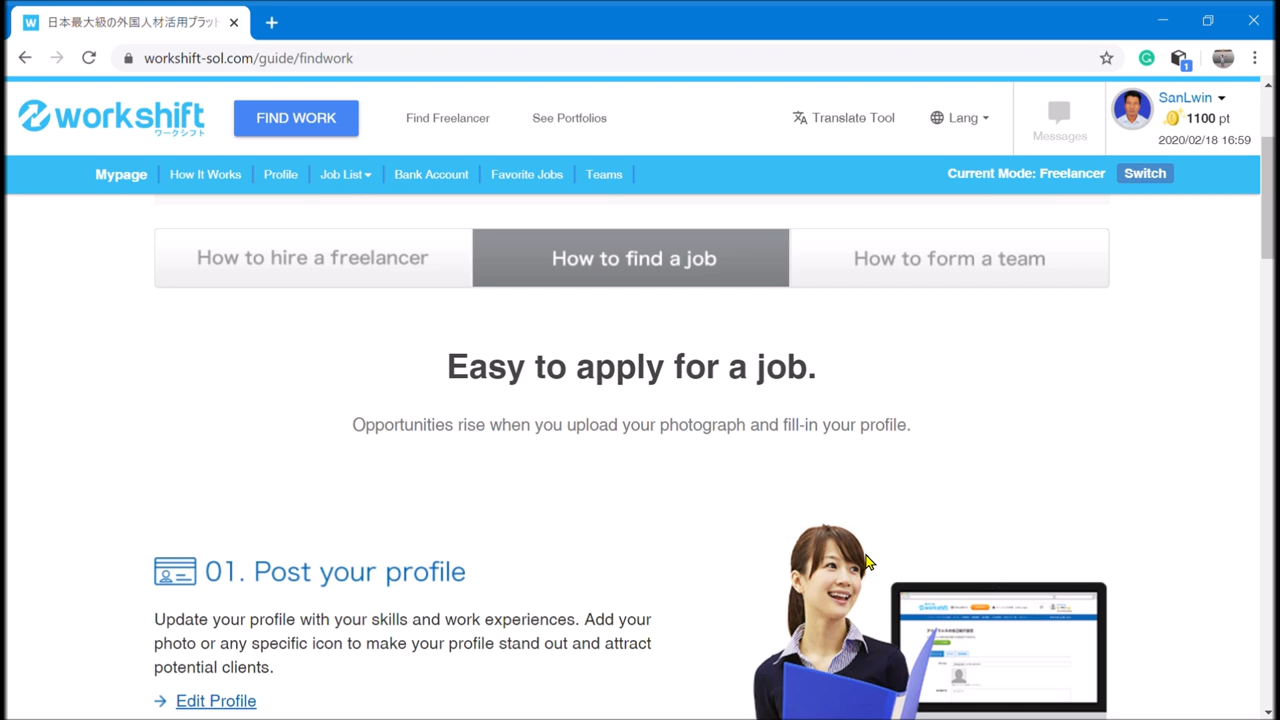 日本最大級の外国人材活用プラット
workshift-sol.com/guide/findwork
workshift
ワークシフト
FIND WORK
Find Freelancer
See Portfolios
Translate Tool
Lang
Messages
SanLwin
1100 pt
2020/02/18 16:59
Mypage
How It Works
Profile
Job List
Bank Account
Favorite Jobs
Teams
Current Mode: Freelancer
Switch
How to hire a freelancer
How to find a job
How to form a team
Easy to apply for a job.
Opportunities rise when you upload your photograph and fill-in your profile.
01. Post your profile
Update your profile with your skills and work experiences. Add your
photo or any specific icon to make your profile stand out and attract
potential clients.
Edit Profile
workshift